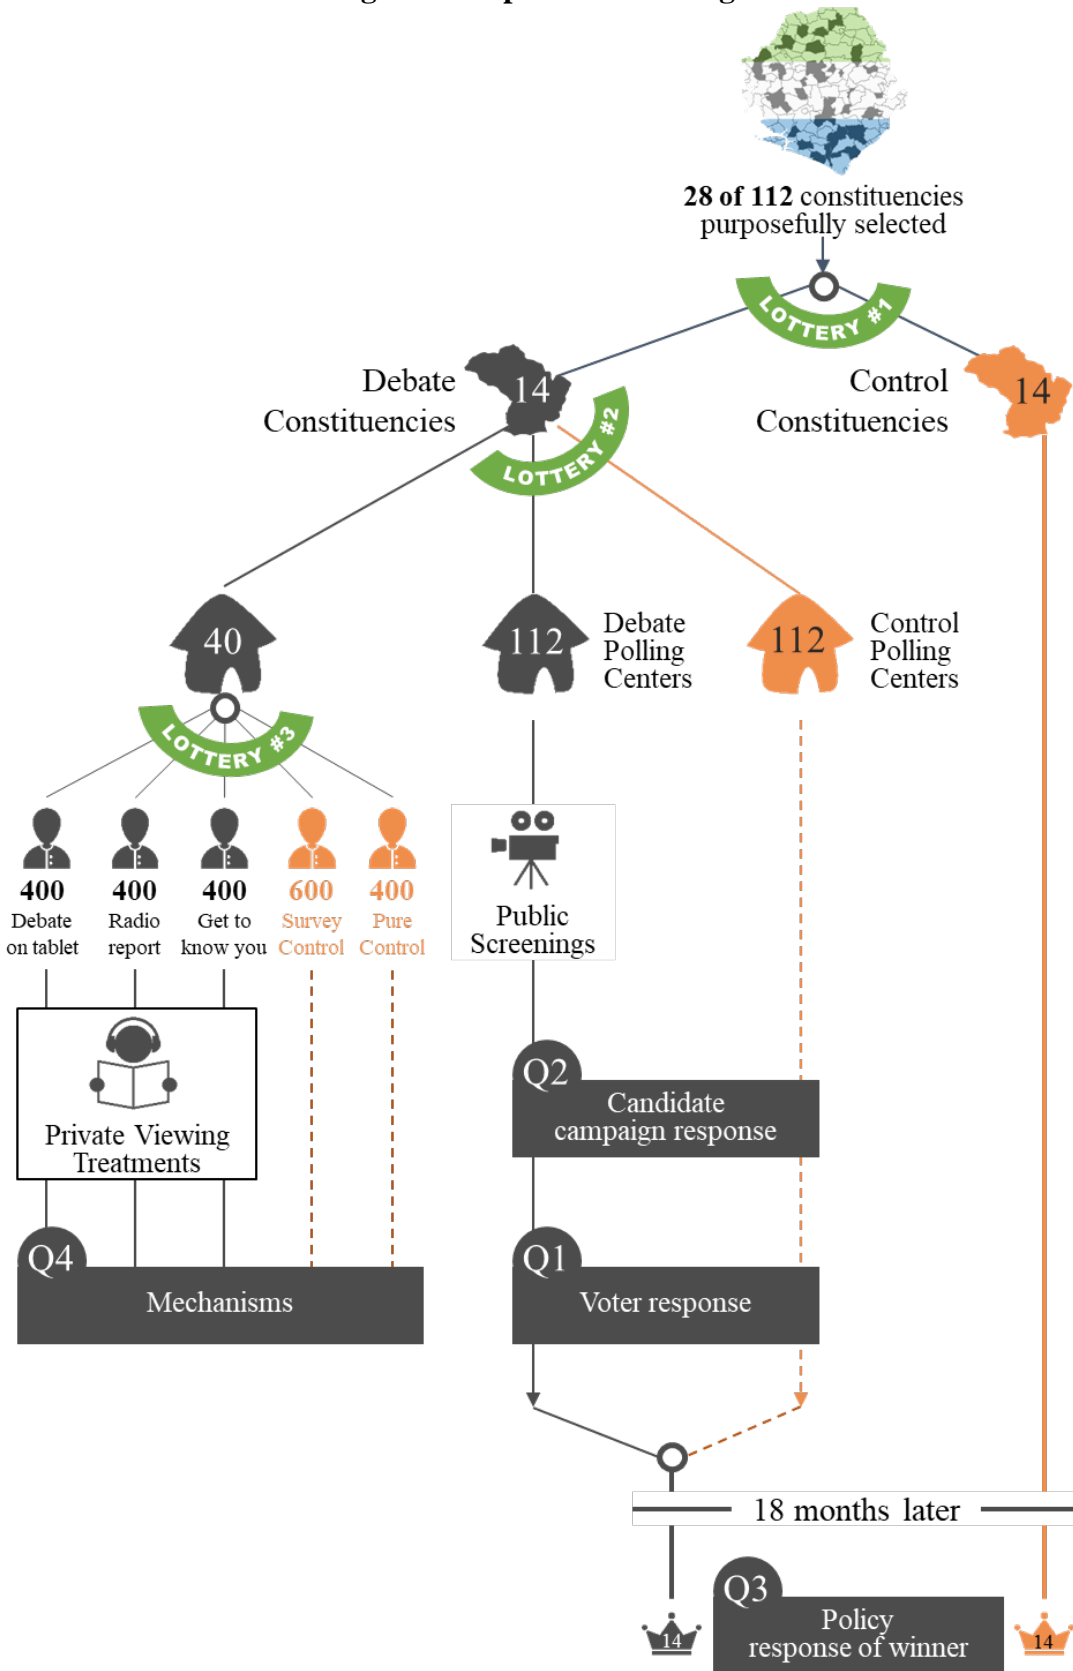 28 of 112 constituencies
purposefully selected
LOTTERY #1
Debate
Constituencies
14
Control
Constituencies
14
LOTTERY #2
40
112
Debate
Polling
Centers
112
Control
Polling
Centers
LOTTERY #3
400
Debate
on tablet
400
Radio
report
400
Get to
know you
600
Survey
Control
400
Pure
Control
Public
Screenings
Private Viewing
Treatments
Q2
Candidate
campaign response
Q4
Mechanisms
Q1
Voter response
18 months later
Q3
Policy
response of winner
14
14